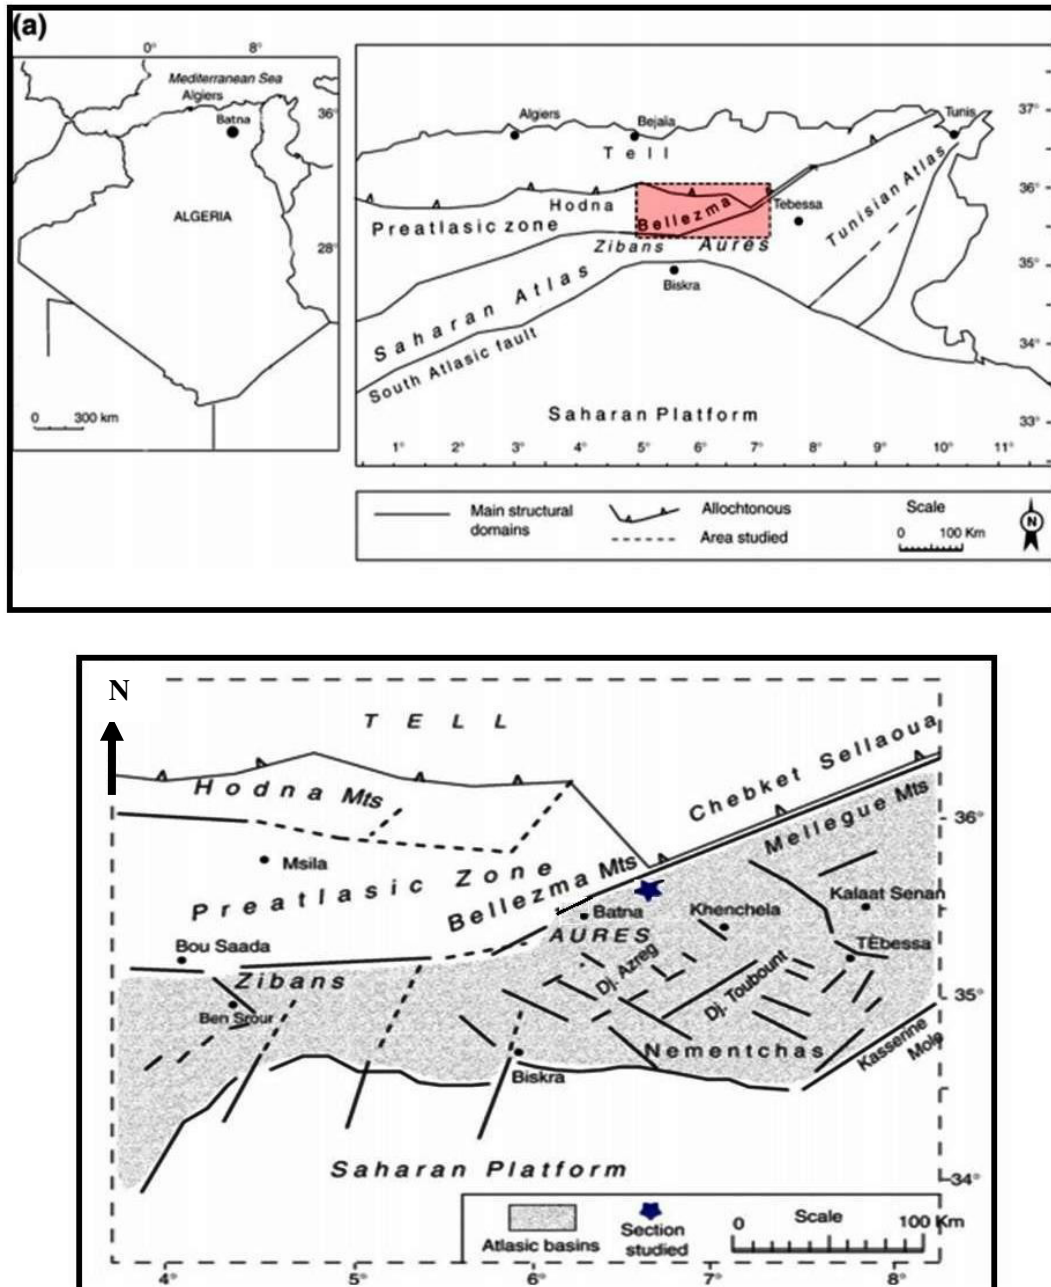 (a)
0° 8°
Mediterranean Sea
Algiers
Batna
36°
ALGERIA
28°
0 300 km
Algiers
Bejaia
Tunis
37°
Tell
36°
Hodna
Bellezma
Tebessa
Tunisian Atlas
Preatlasic zone
Zibans
Aures
35°
Biskra
Saharan Atlas
South Atlasic fault
34°
Saharan Platform
33°
1° 2° 3° 4° 5° 6° 7° 8° 9° 10° 11°
Main structural
domains
Allochtonous
Area studied
Scale
0 100 Km
N
N
TELL
Chebket Sellaoua
Hodna Mts
Mellegue Mts
36°
Msila
Preatlasic Zone
Bellezma Mts
Kalaat Senan
Batna
Khenchela
AURES
TEbessa
Bou Saada
Zibans
Dj. Azreg
Dj. Toubount
35°
Ben Srour
Nementchas
Kasserine
Mole
Biskra
Saharan Platform
34°
Atlasic basins
Section
studied
Scale
0 100 Km
4° 5° 6° 7° 8°